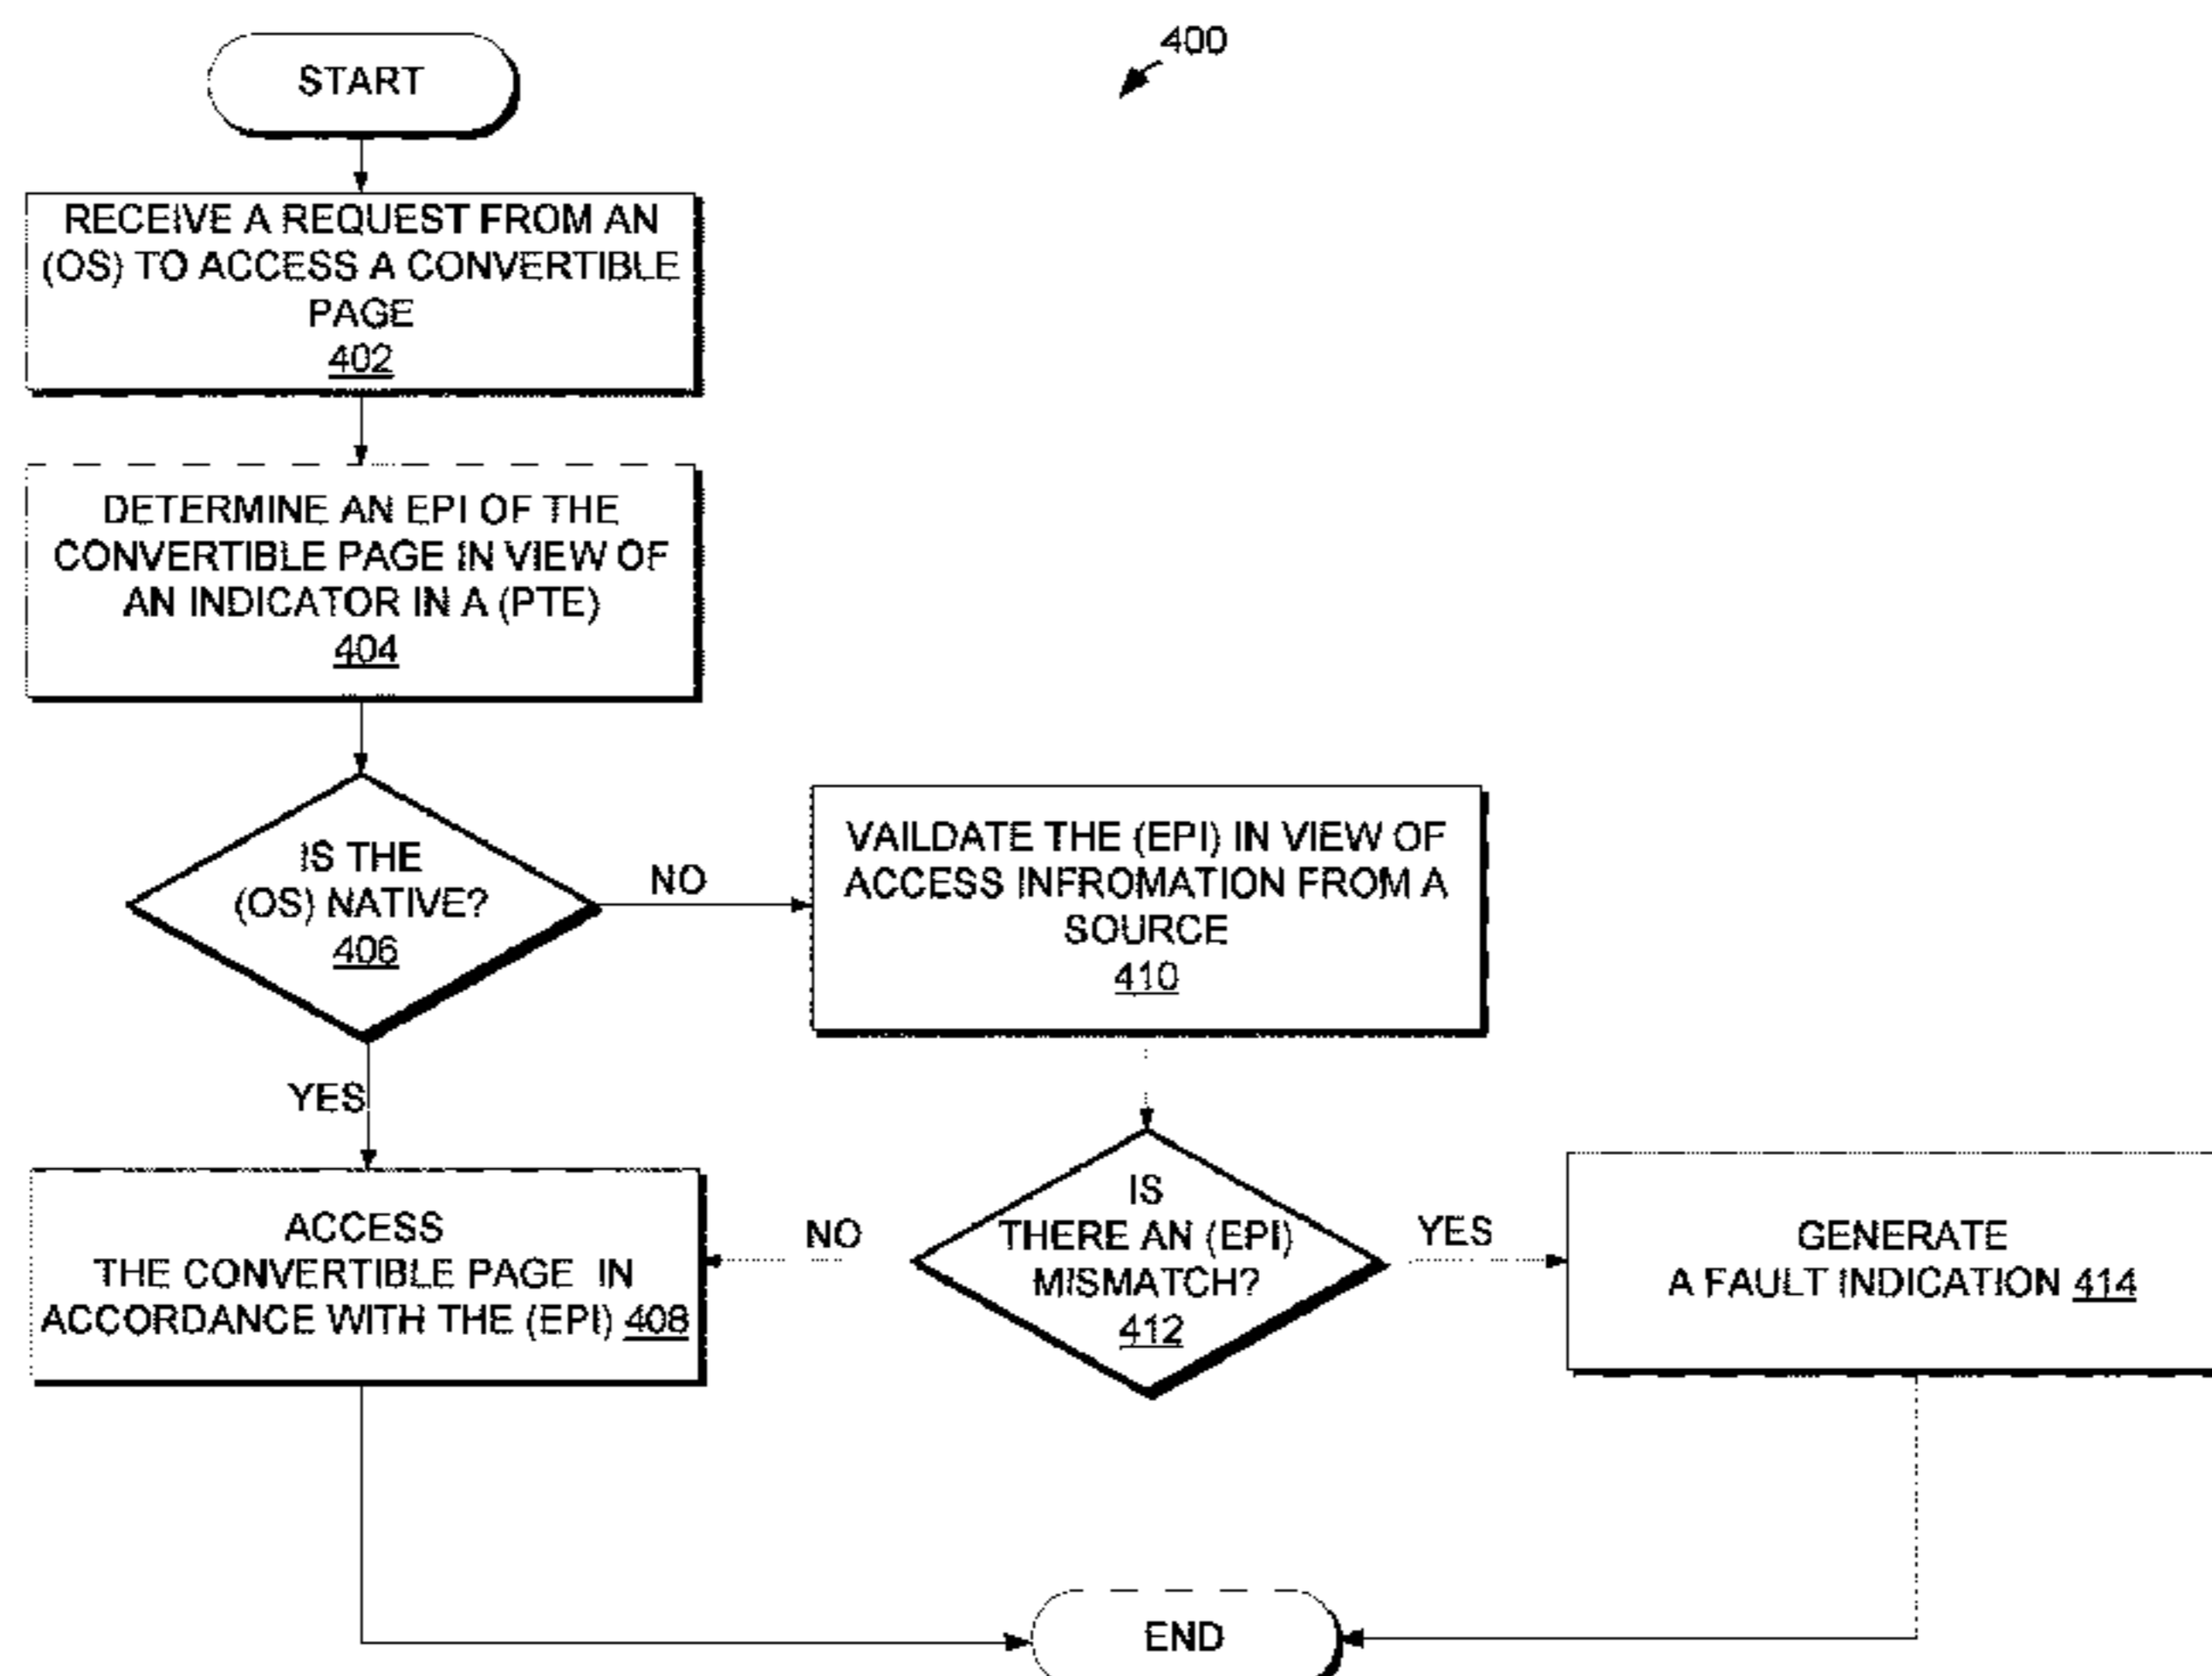 400
START
RECEIVE A REQUEST FROM AN
(OS) TO ACCESS A CONVERTIBLE
PAGE
402
DETERMINE AN EPI OF THE
CONVERTIBLE PAGE IN VIEW OF
AN INDICATOR IN A (PTE)
404
IS THE
(OS) NATIVE?
406
NO
VAILDATE THE (EPI) IN VIEW OF
ACCESS INFROMATION FROM A
SOURCE
410
YES
ACCESS
THE CONVERTIBLE PAGE IN
ACCORDANCE WITH THE (EPI) 408
NO
IS
THERE AN (EPI)
MISMATCH?
412
YES
GENERATE
A FAULT INDICATION 414
END